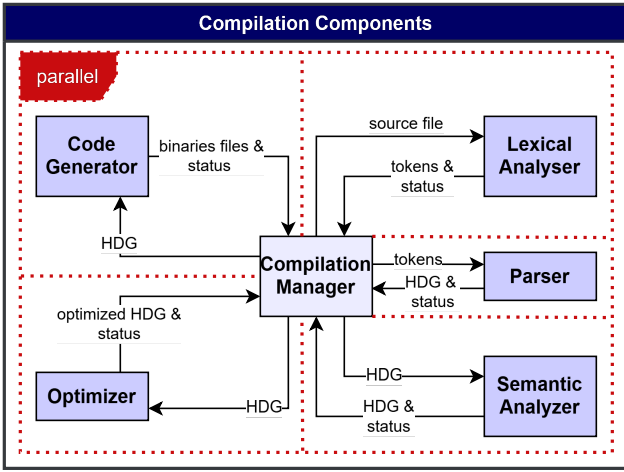 Compilation Components
parallel
Code
Generator
binaries files &
status
HDG
source file
Lexical
Analyser
tokens &
status
Compilation
Manager
tokens
Parser
HDG &
status
optimized HDG &
status
Optimizer
HDG
HDG
Semantic
Analyzer
HDG &
status